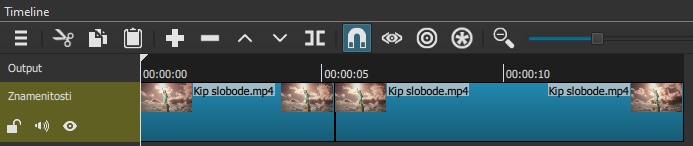 Timeline
Output
00:00:00 00:00:05 00:00:10
Znamenitosti
Kip slobode.mp4 Kip slobode.mp4 Kip slobode.mp4